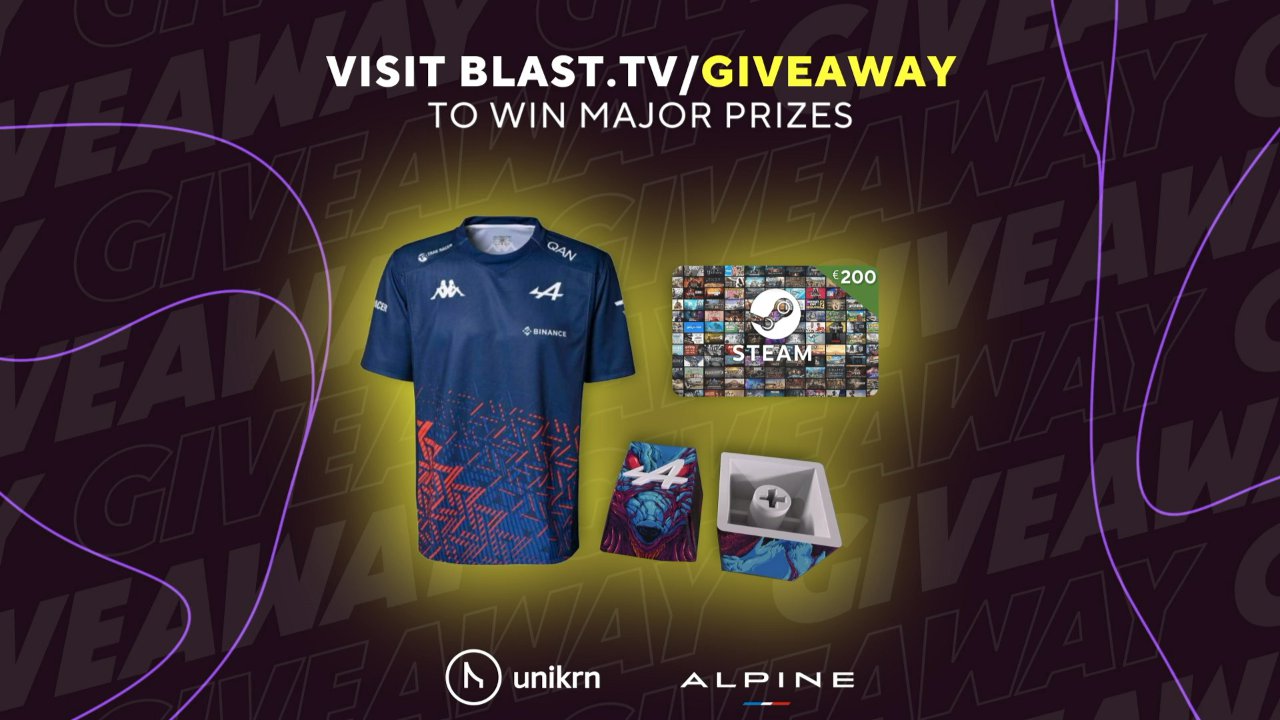 VISIT BLAST.TV/GIVEAWAY
TO WIN MAJOR PRIZES
QAN
BINANCE
€200
STEAM
unikrn
ALPINE
GIVEAWAY